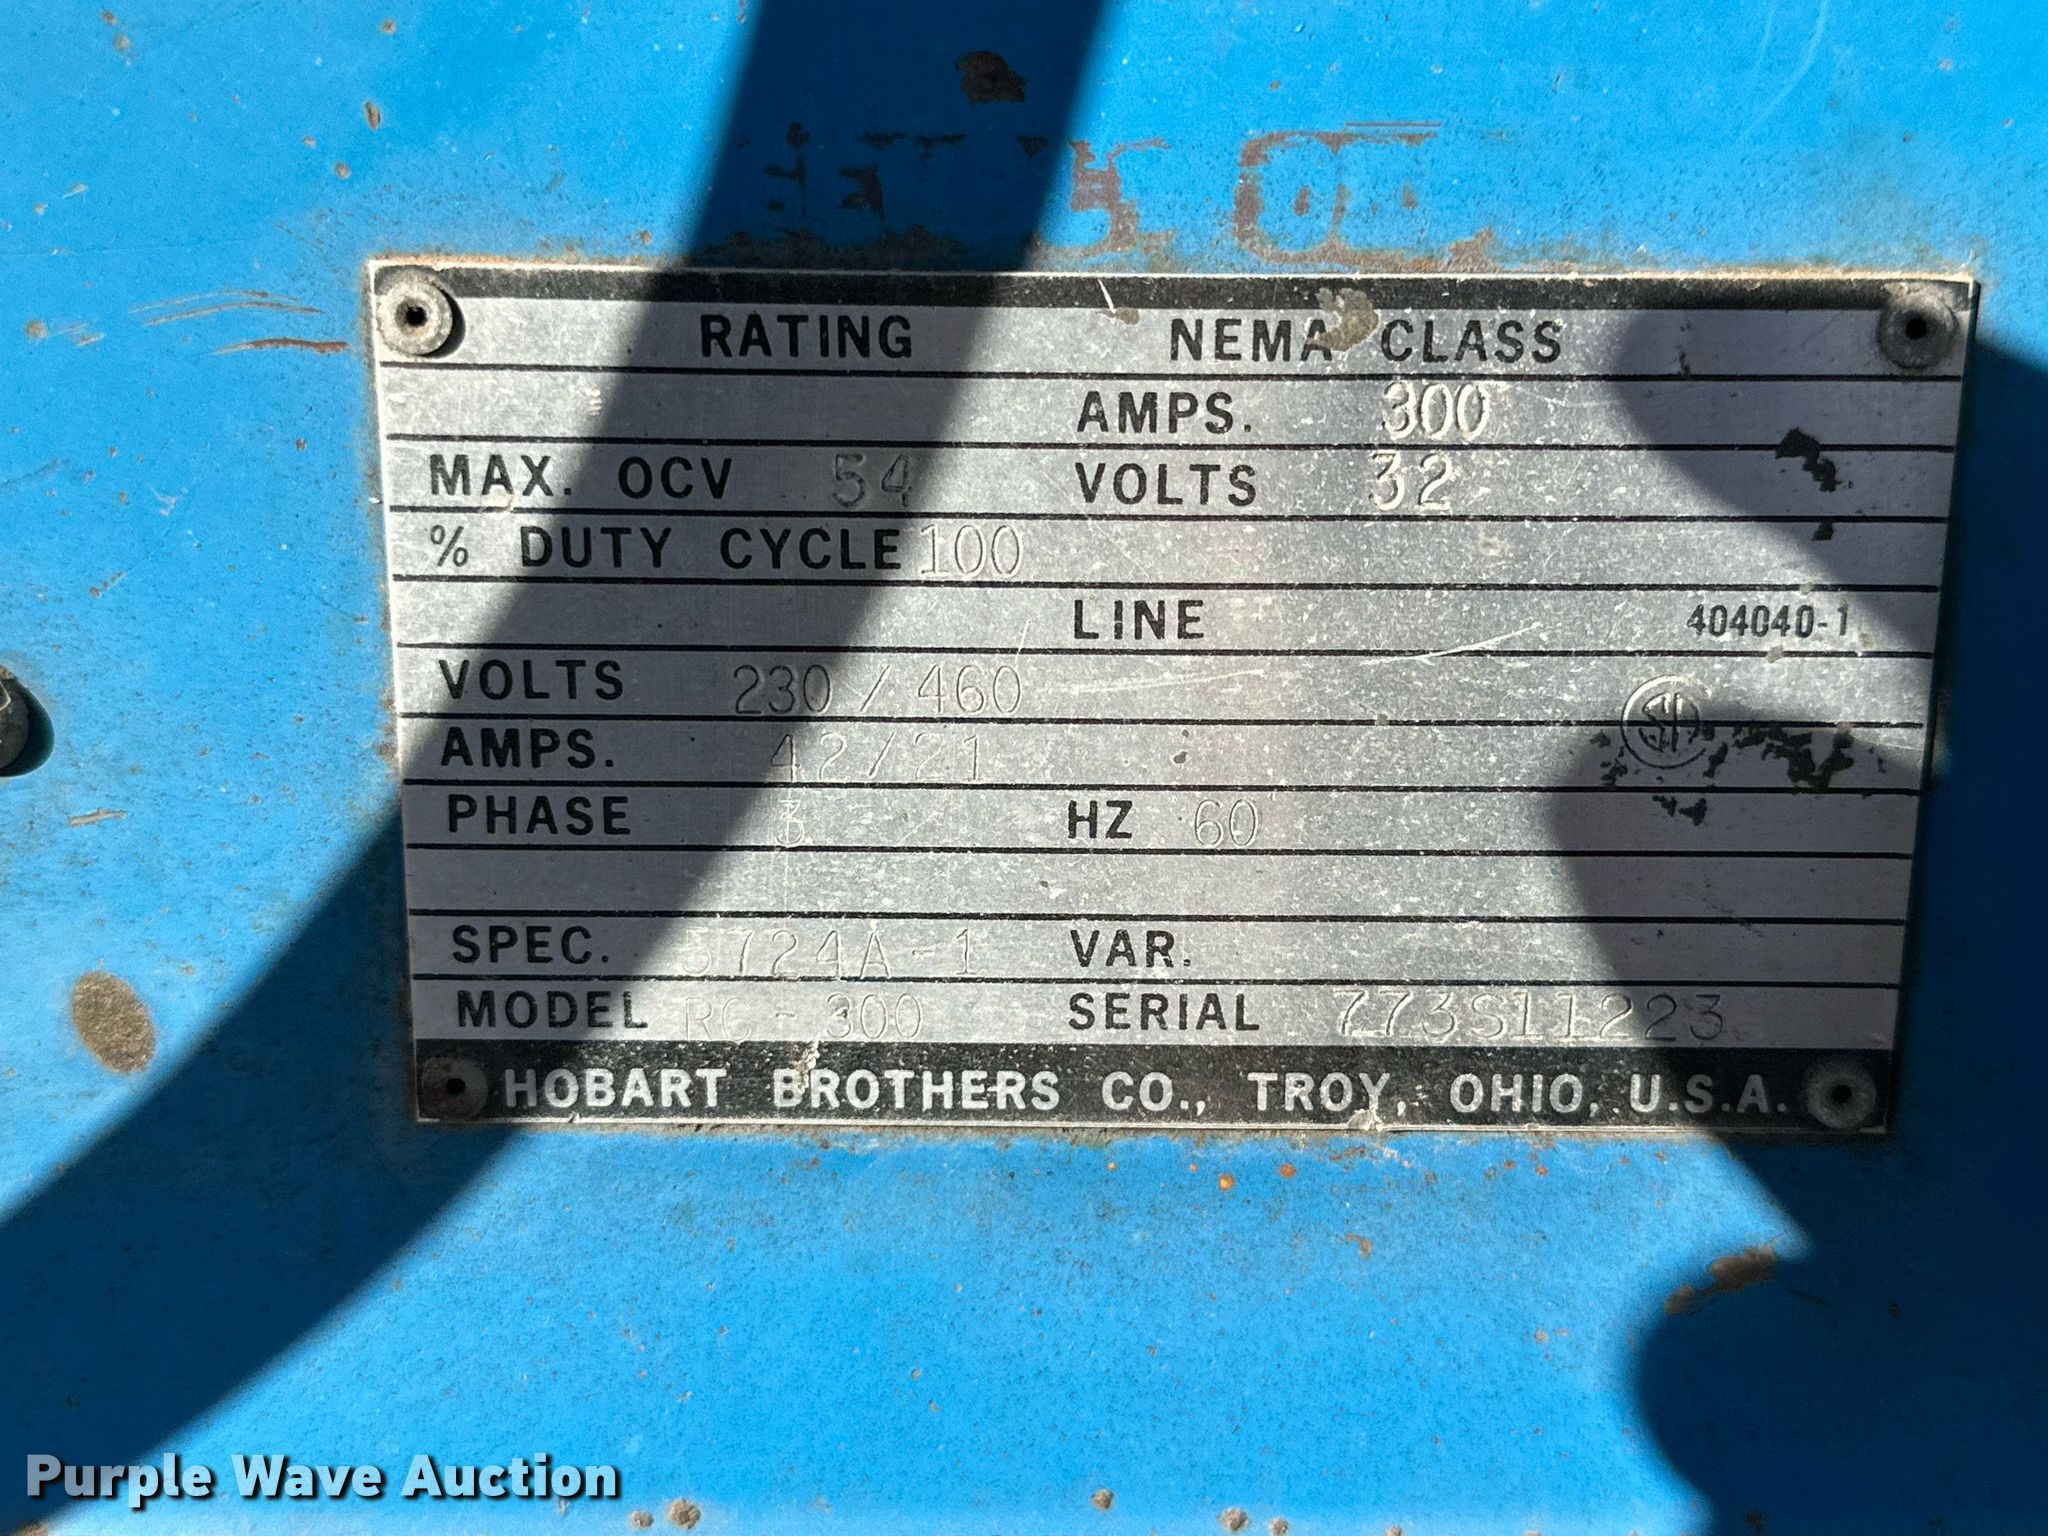 RATING NEMA CLASS
AMPS. 300
MAX. OCV 54 VOLTS 32
% DUTY CYCLE 100
LINE 404040-1
VOLTS 230/460
SA
AMPS. 42/21
PHASE 3 HZ 60
SPEC. 5724A-1 VAR.
MODEL RC-300 SERIAL 773S11223
HOBART BROTHERS CO., TROY, OHIO, U.S.A.
Purple Wave Auction